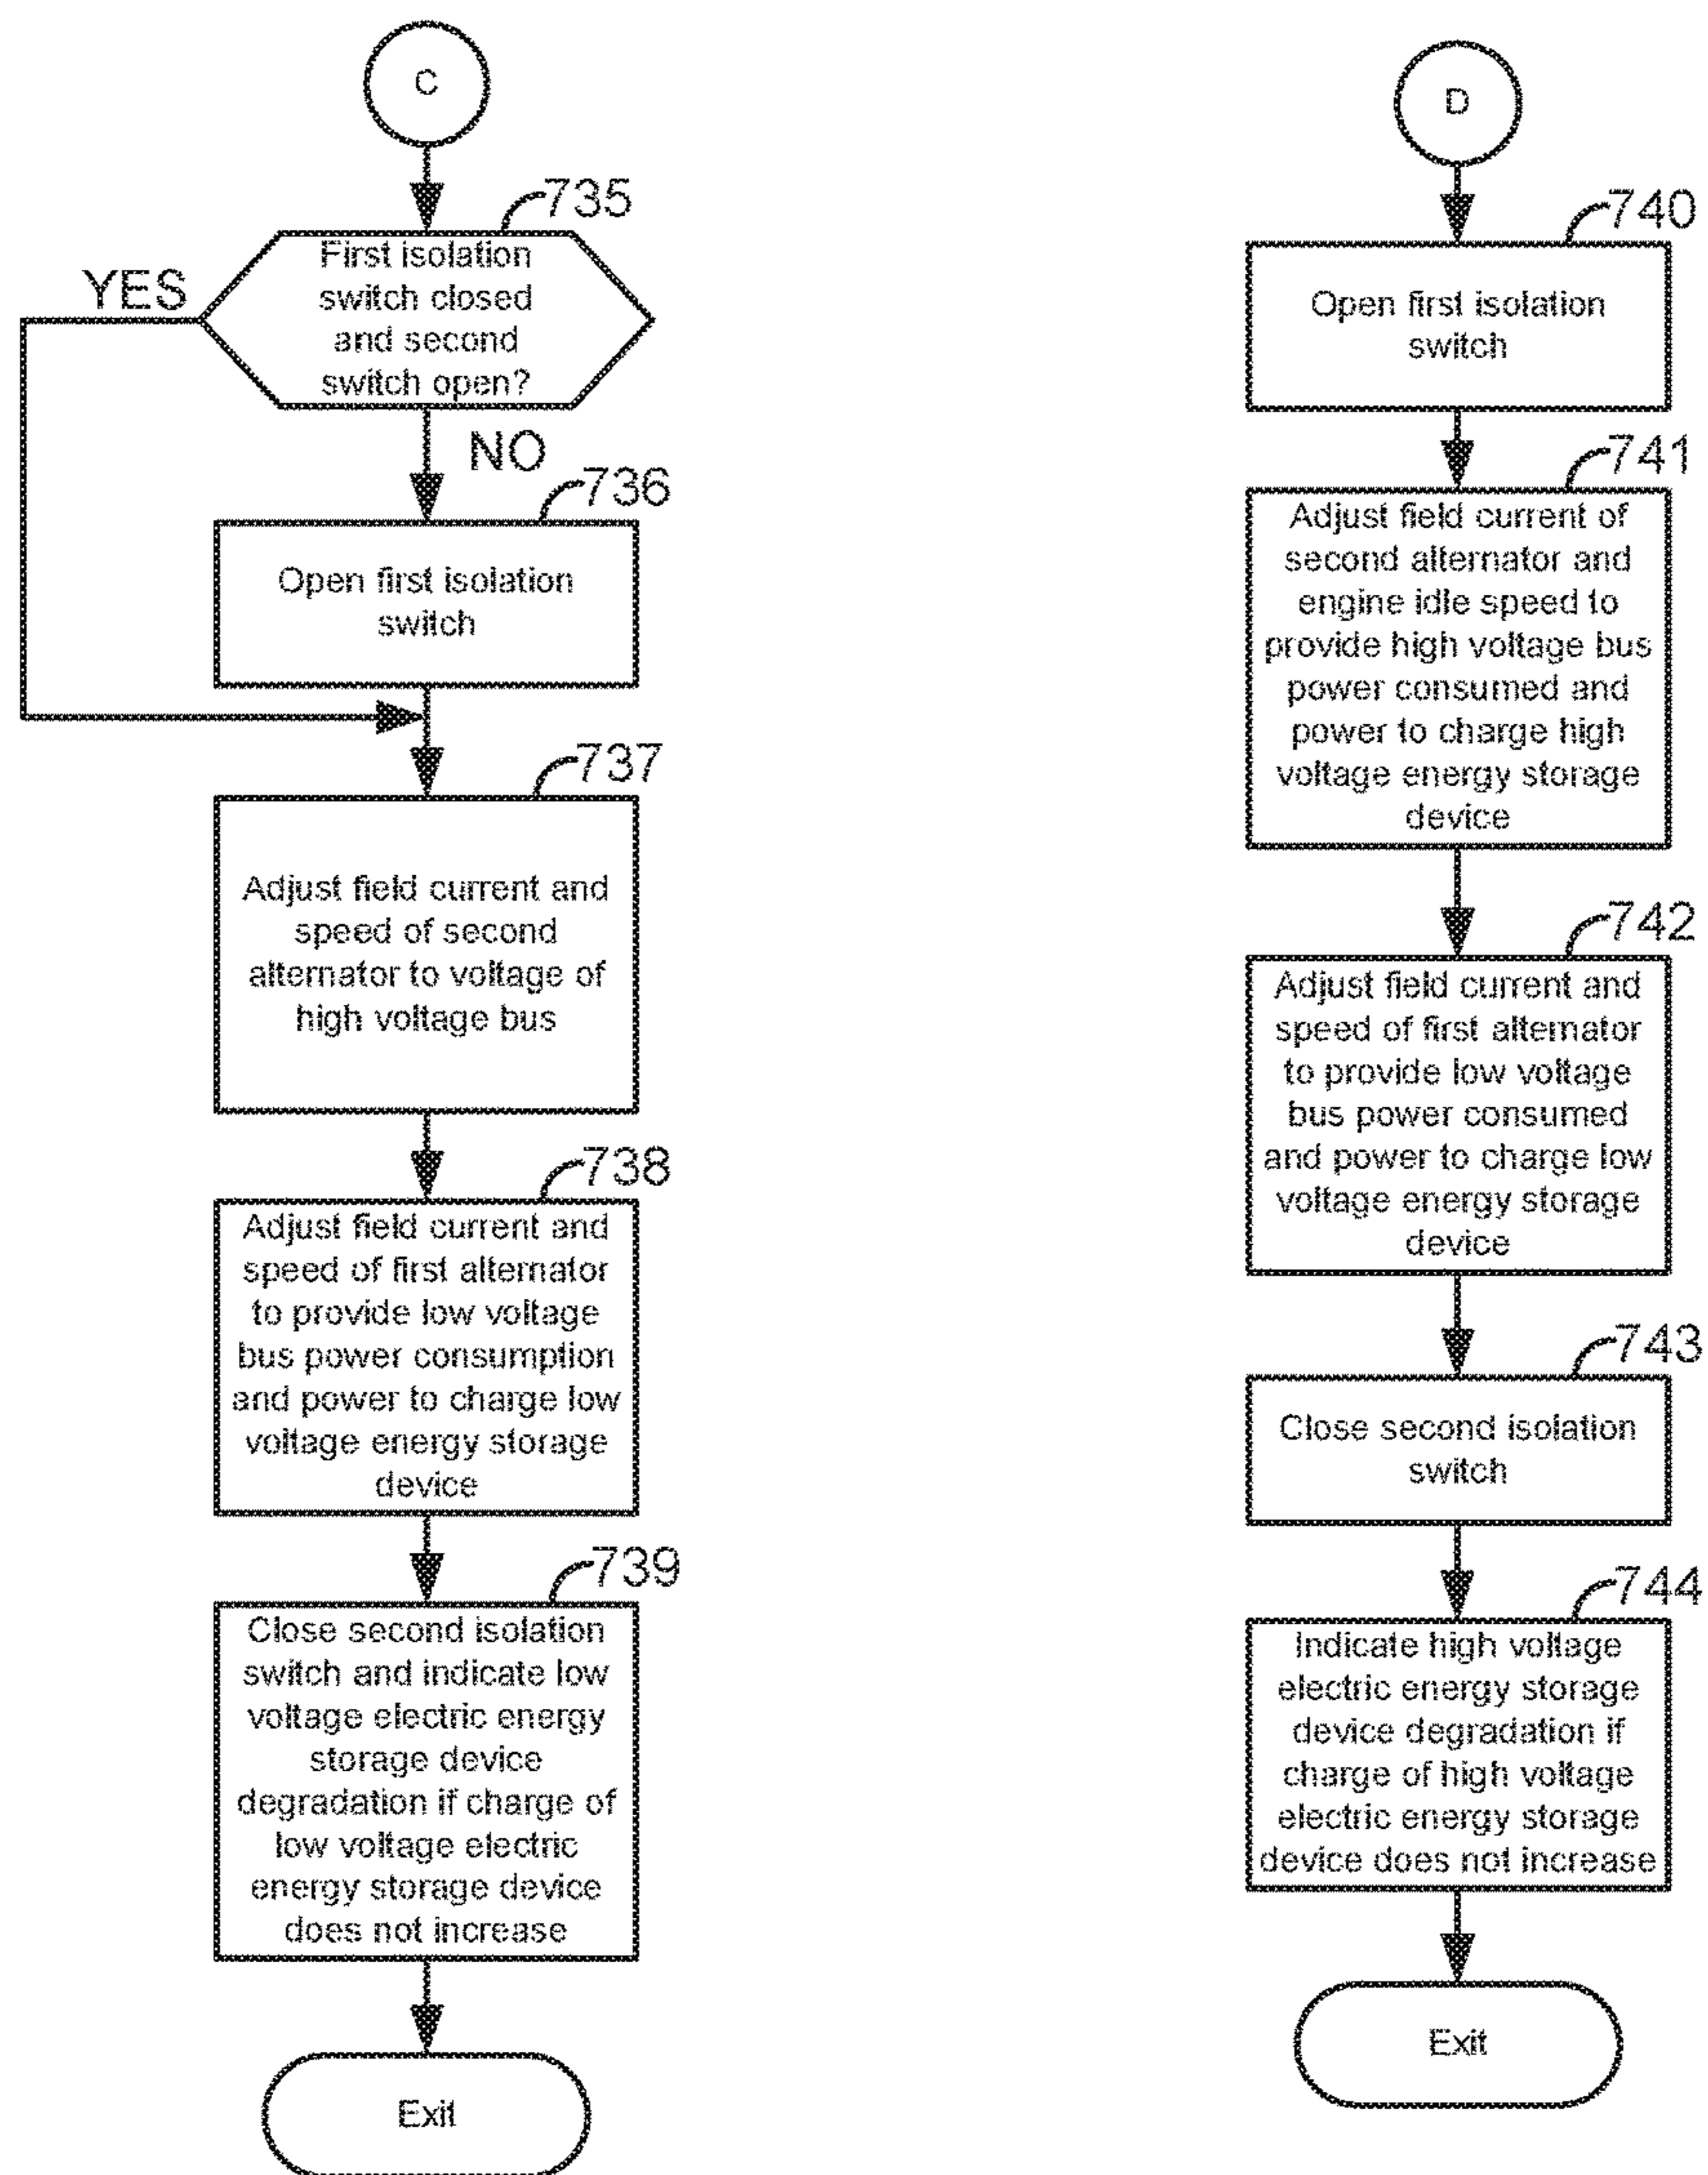 C
735
First isolation
switch closed
and second
switch open?
YES
NO
736
Open first isolation
switch
737
Adjust field current and
speed of second
alternator to voltage of
high voltage bus
738
Adjust field current and
speed of first alternator
to provide low voltage
bus power consumption
and power to charge low
voltage energy storage
device
739
Close second isolation
switch and indicate low
voltage electric energy
storage device
degradation if charge of
low voltage electric
energy storage device
does not increase
Exit
D
740
Open first isolation
switch
741
Adjust field current of
second alternator and
engine idle speed to
provide high voltage bus
power consumed and
power to charge high
voltage energy storage
device
742
Adjust field current and
speed of first alternator
to provide low voltage
bus power consumed
and power to charge low
voltage energy storage
device
743
Close second isolation
switch
744
Indicate high voltage
electric energy storage
device degradation if
charge of high voltage
electric energy storage
device does not increase
Exit